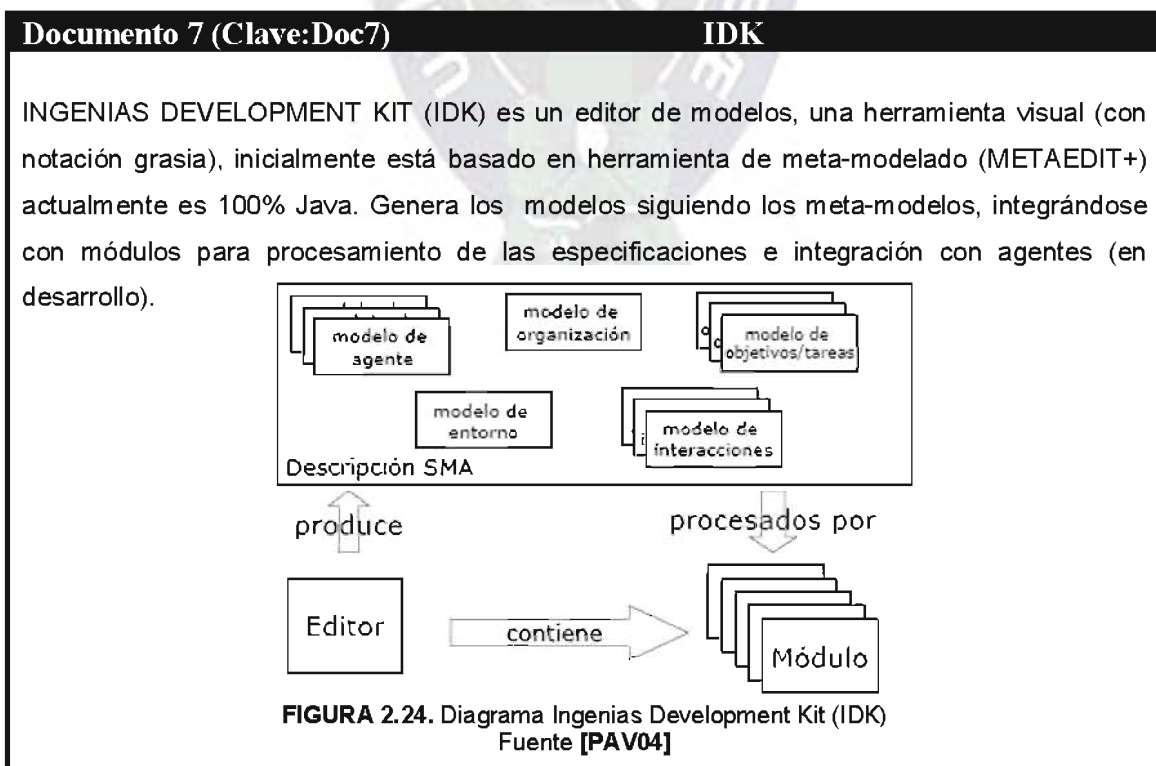 Documento 7 (Clave:Doc7) IDK
INGENIAS DEVELOPMENT KIT (IDK) es un editor de modelos, una herramienta visual (con
notación grasia), inicialmente está basado en herramienta de meta-modelado (METAEDIT+)
actualmente es 100% Java. Genera los modelos siguiendo los meta-modelos, integrándose
con módulos para procesamiento de las especificaciones e integración con agentes (en
desarrollo).
modelo de
agente
modelo de
organización
modelo de
objetivos/tareas
modelo de
entorno
modelo de
interacciones
Descripción SMA
produce
procesados por
Editor
contiene
Módulo
FIGURA 2.24. Diagrama Ingenias Development Kit (IDK)
Fuente [PAV04]